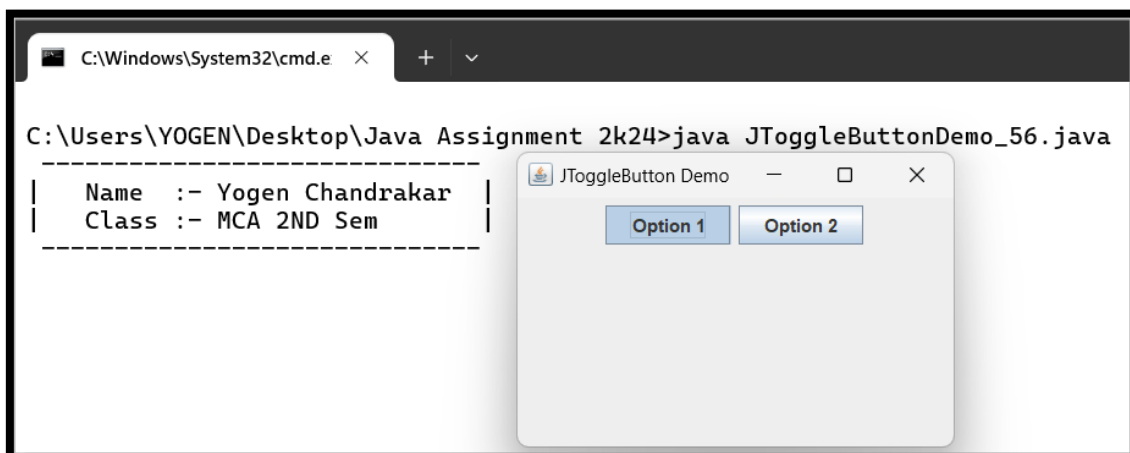 C:\Windows\System32\cmd.e
C:\Users\YOGEN\Desktop\Java Assignment 2k24>java JToggleButtonDemo_56.java
------------------------------
|   Name  :- Yogen Chandrakar  |
|   Class :- MCA 2ND Sem       |
------------------------------
JToggleButton Demo
Option 1 Option 2